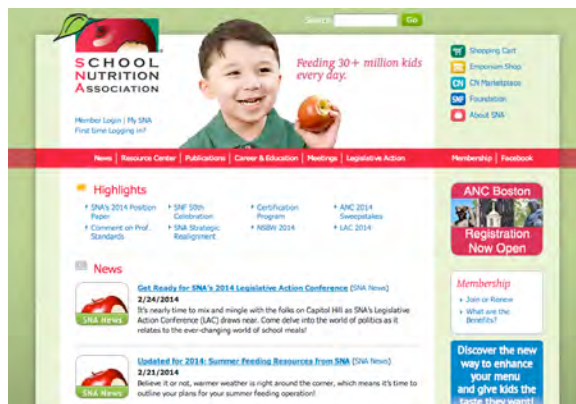 Search
Go
SCHOOL
NUTRITION
ASSOCIATION
Feeding 30+ million kids
every day.
Shopping Cart
Emporium Shop
CN CN Marketplace
SNF Foundation
About SNA
Member Login | My SNA
First time Logging in?
News | Resource Center | Publications | Career & Education | Meetings | Legislative Action
Membership | Facebook
Highlights
SNA's 2014 Position
Paper
Comment on Prof.
Standards
SNF 50th
Celebration
SNA Strategic
Realignment
Certification
Program
NSBW 2014
ANC 2014
Sweepstakes
LAC 2014
ANC Boston
Registration
Now Open
News
SNA News
Get Ready for SNA's 2014 Legislative Action Conference (SNA News)
2/24/2014
It's nearly time to mix and mingle with the folks on Capitol Hill as SNA's Legislative
Action Conference (LAC) draws near. Come delve into the world of politics as it
relates to the ever-changing world of school meals!
Membership
Join or Renew
What are the
Benefits?
SNA News
Updated for 2014: Summer Feeding Resources from SNA (SNA News)
2/21/2014
Believe it or not, warmer weather is right around the corner, which means it's time to
outline your plans for your summer feeding operation!
Discover the new
way to enhance
your menu
and give kids the
taste they want!